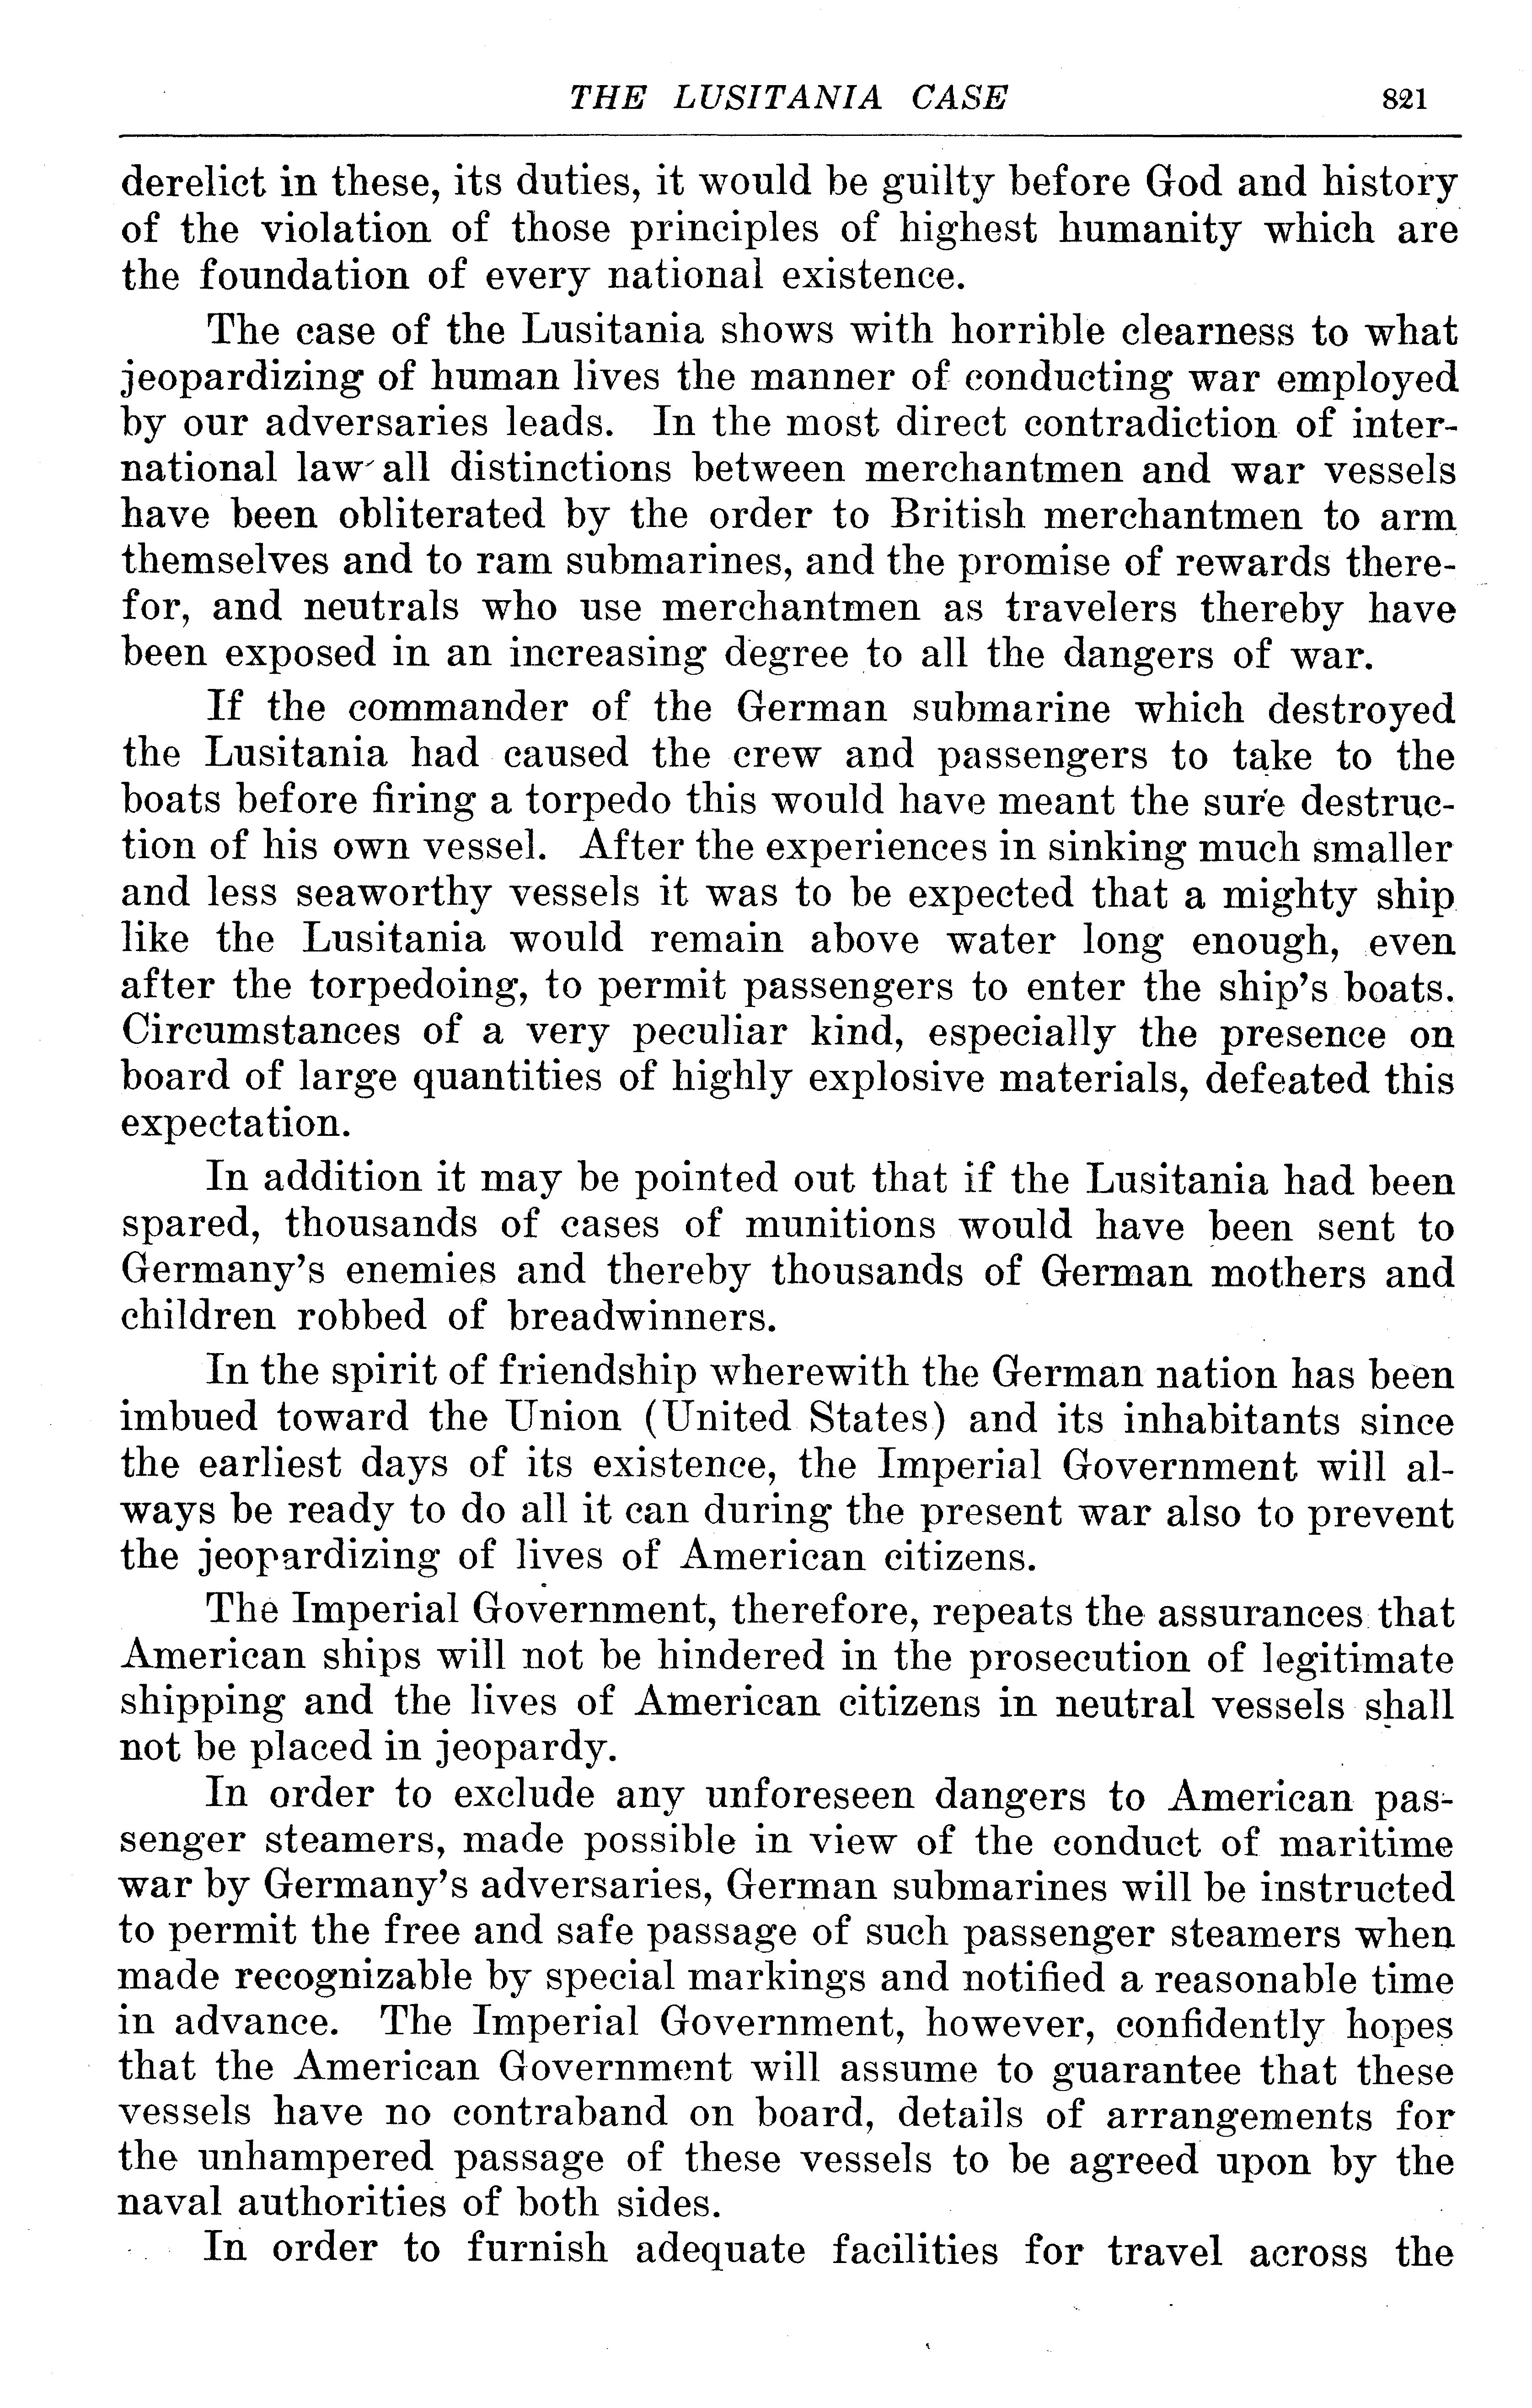 THE LUSITANIA CASE 821
derelict in these, its duties, it would be guilty before God and history
of the violation of those principles of highest humanity which are
the foundation of every national existence.
The case of the Lusitania shows with horrible clearness to what
jeopardizing of human lives the manner of conducting war employed
by our adversaries leads. In the most direct contradiction of inter-
national law all distinctions between merchantmen and war vessels
have been obliterated by the order to British merchantmen to arm
themselves and to ram submarines, and the promise of rewards there-
for, and neutrals who use merchantmen as travelers thereby have
been exposed in an increasing degree to all the dangers of war.
If the commander of the German submarine which destroyed
the Lusitania had caused the crew and passengers to take to the
boats before firing a torpedo this would have meant the sure destruc-
tion of his own vessel. After the experiences in sinking much smaller
and less seaworthy vessels it was to be expected that a mighty ship
like the Lusitania would remain above water long enough, even
after the torpedoing, to permit passengers to enter the ship's boats.
Circumstances of a very peculiar kind, especially the presence on
board of large quantities of highly explosive materials, defeated this
expectation.
In addition it may be pointed out that if the Lusitania had been
spared, thousands of cases of munitions would have been sent to
Germany's enemies and thereby thousands of German mothers and
children robbed of breadwinners.
In the spirit of friendship wherewith the German nation has been
imbued toward the Union (United States) and its inhabitants since
the earliest days of its existence, the Imperial Government will al-
ways be ready to do all it can during the present war also to prevent
the jeopardizing of lives of American citizens.
The Imperial Government, therefore, repeats the assurances that
American ships will not be hindered in the prosecution of legitimate
shipping and the lives of American citizens in neutral vessels shall
not be placed in jeopardy.
In order to exclude any unforeseen dangers to American pas-
senger steamers, made possible in view of the conduct of maritime
war by Germany's adversaries, German submarines will be instructed
to permit the free and safe passage of such passenger steamers when
made recognizable by special markings and notified a reasonable time
in advance. The Imperial Government, however, confidently hopes
that the American Government will assume to guarantee that these
vessels have no contraband on board, details of arrangements for
the unhampered passage of these vessels to be agreed upon by the
naval authorities of both sides.
In order to furnish adequate facilities for travel across the